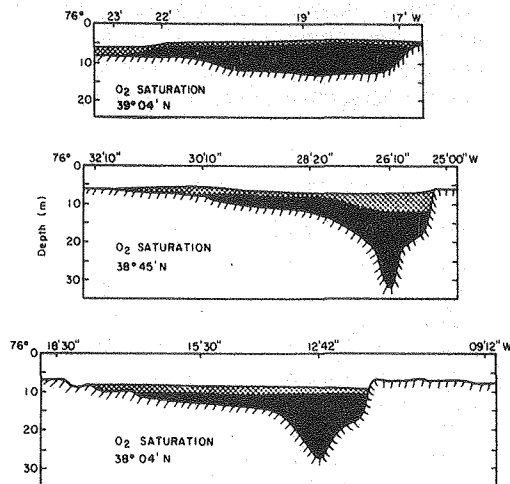 76° 23' 22' 19' 17' W
0
10
20
O₂ SATURATION
39° 04' N
76° 32'10" 30'10" 28'20" 26'10" 25'00" W
0
10
20
30
Depth (m)
O₂ SATURATION
38° 45' N
76° 18'30" 15'30" 12'42" 09'12" W
0
10
20
30
O₂ SATURATION
38° 04' N